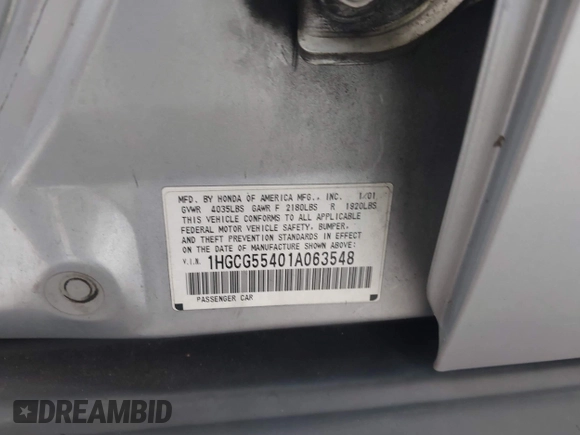 MFD. BY HONDA OF AMERICA MFG., INC. 1/01
GVWR 4035LBS GAWR F 2180LBS R 1920LBS
THIS VEHICLE CONFORMS TO ALL APPLICABLE
FEDERAL MOTOR VEHICLE SAFETY, BUMPER,
AND THEFT PREVENTION STANDARDS IN EFFECT
ON THE DATE OF MANUFACTURE SHOWN ABOVE:
V.I.N. 1HGCG55401A063548
PASSENGER CAR
DREAMBID